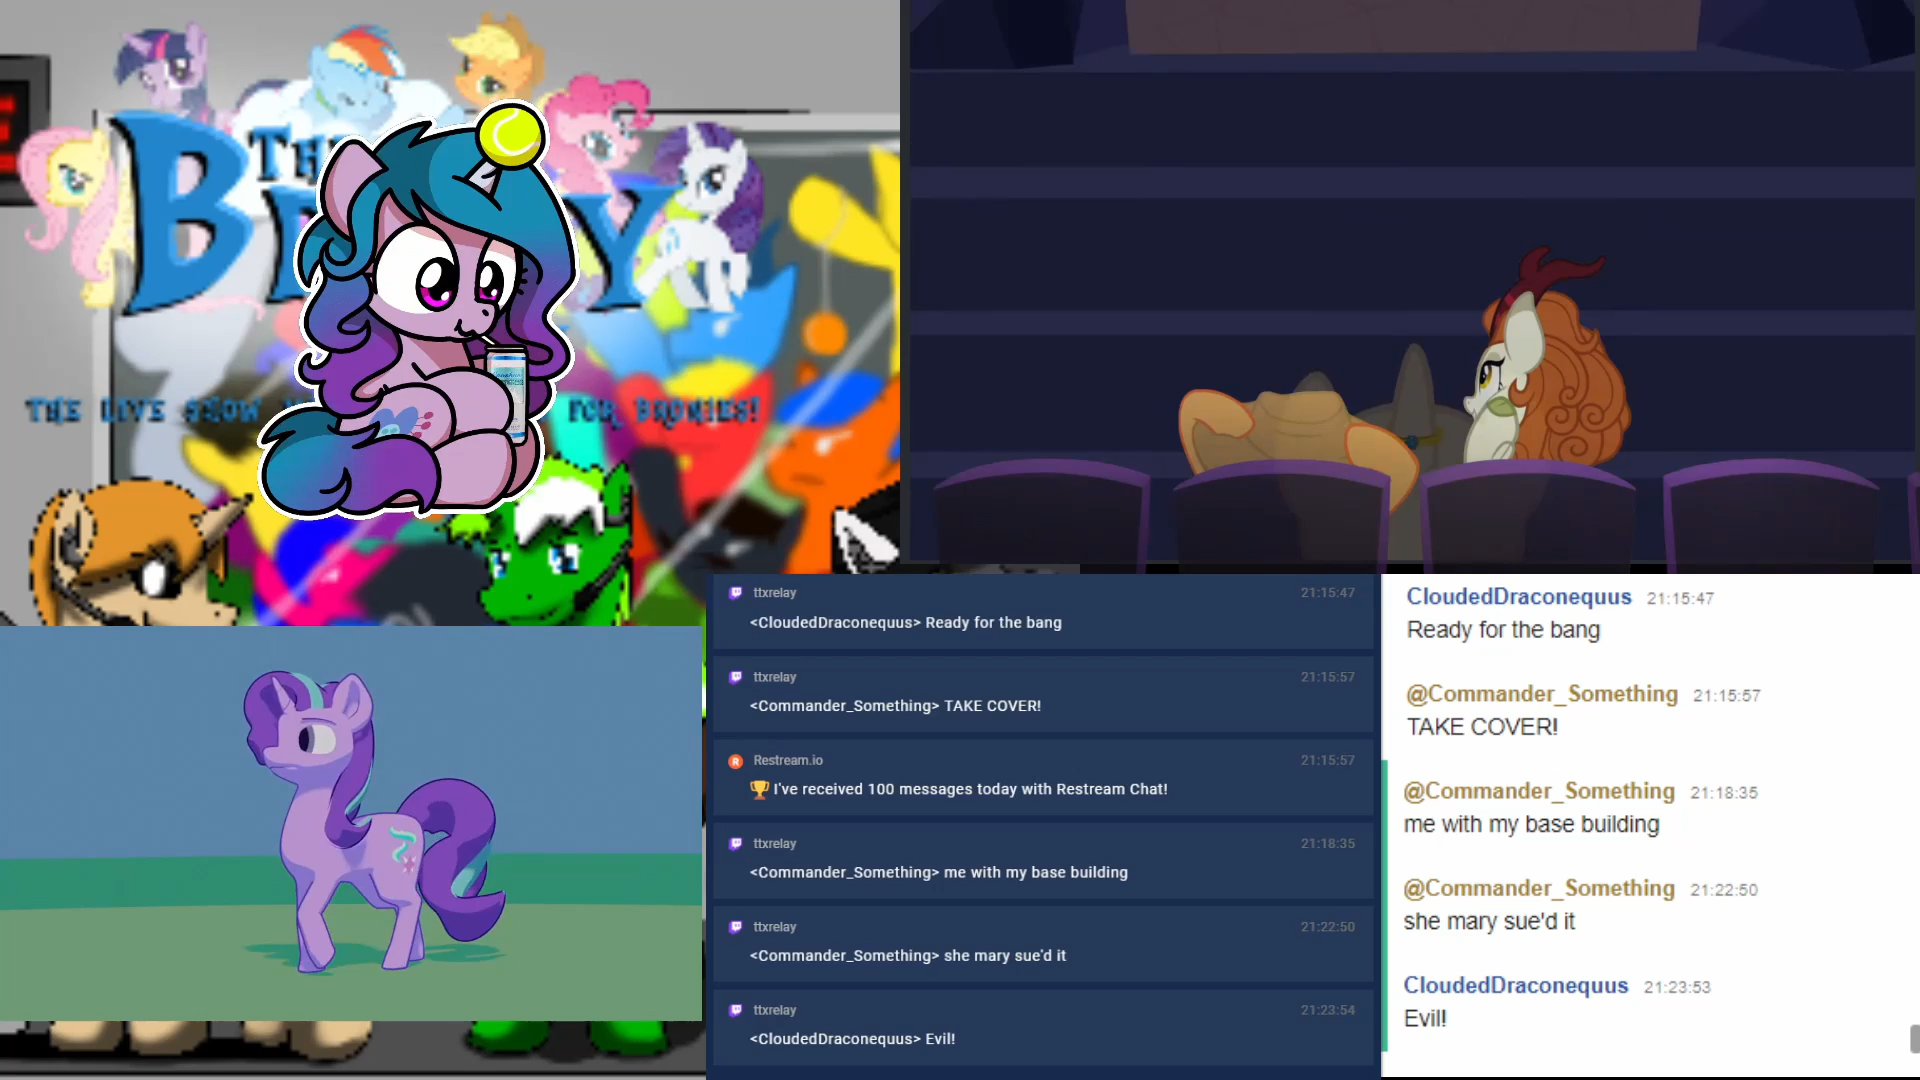 THE
THE LIVE SHOW
FOR BRONIES!
ttxrelay 21:15:47
<CloudedDraconequus> Ready for the bang
ttxrelay 21:15:57
<Commander_Something> TAKE COVER!
Restream.io 21:15:57
🏆 I've received 100 messages today with Restream Chat!
ttxrelay 21:18:35
<Commander_Something> me with my base building
ttxrelay 21:22:50
<Commander_Something> she mary sue'd it
ttxrelay 21:23:54
<CloudedDraconequus> Evil!
CloudedDraconequus 21:15:47
Ready for the bang
@Commander_Something 21:15:57
TAKE COVER!
@Commander_Something 21:18:35
me with my base building
@Commander_Something 21:22:50
she mary sue'd it
CloudedDraconequus 21:23:53
Evil!